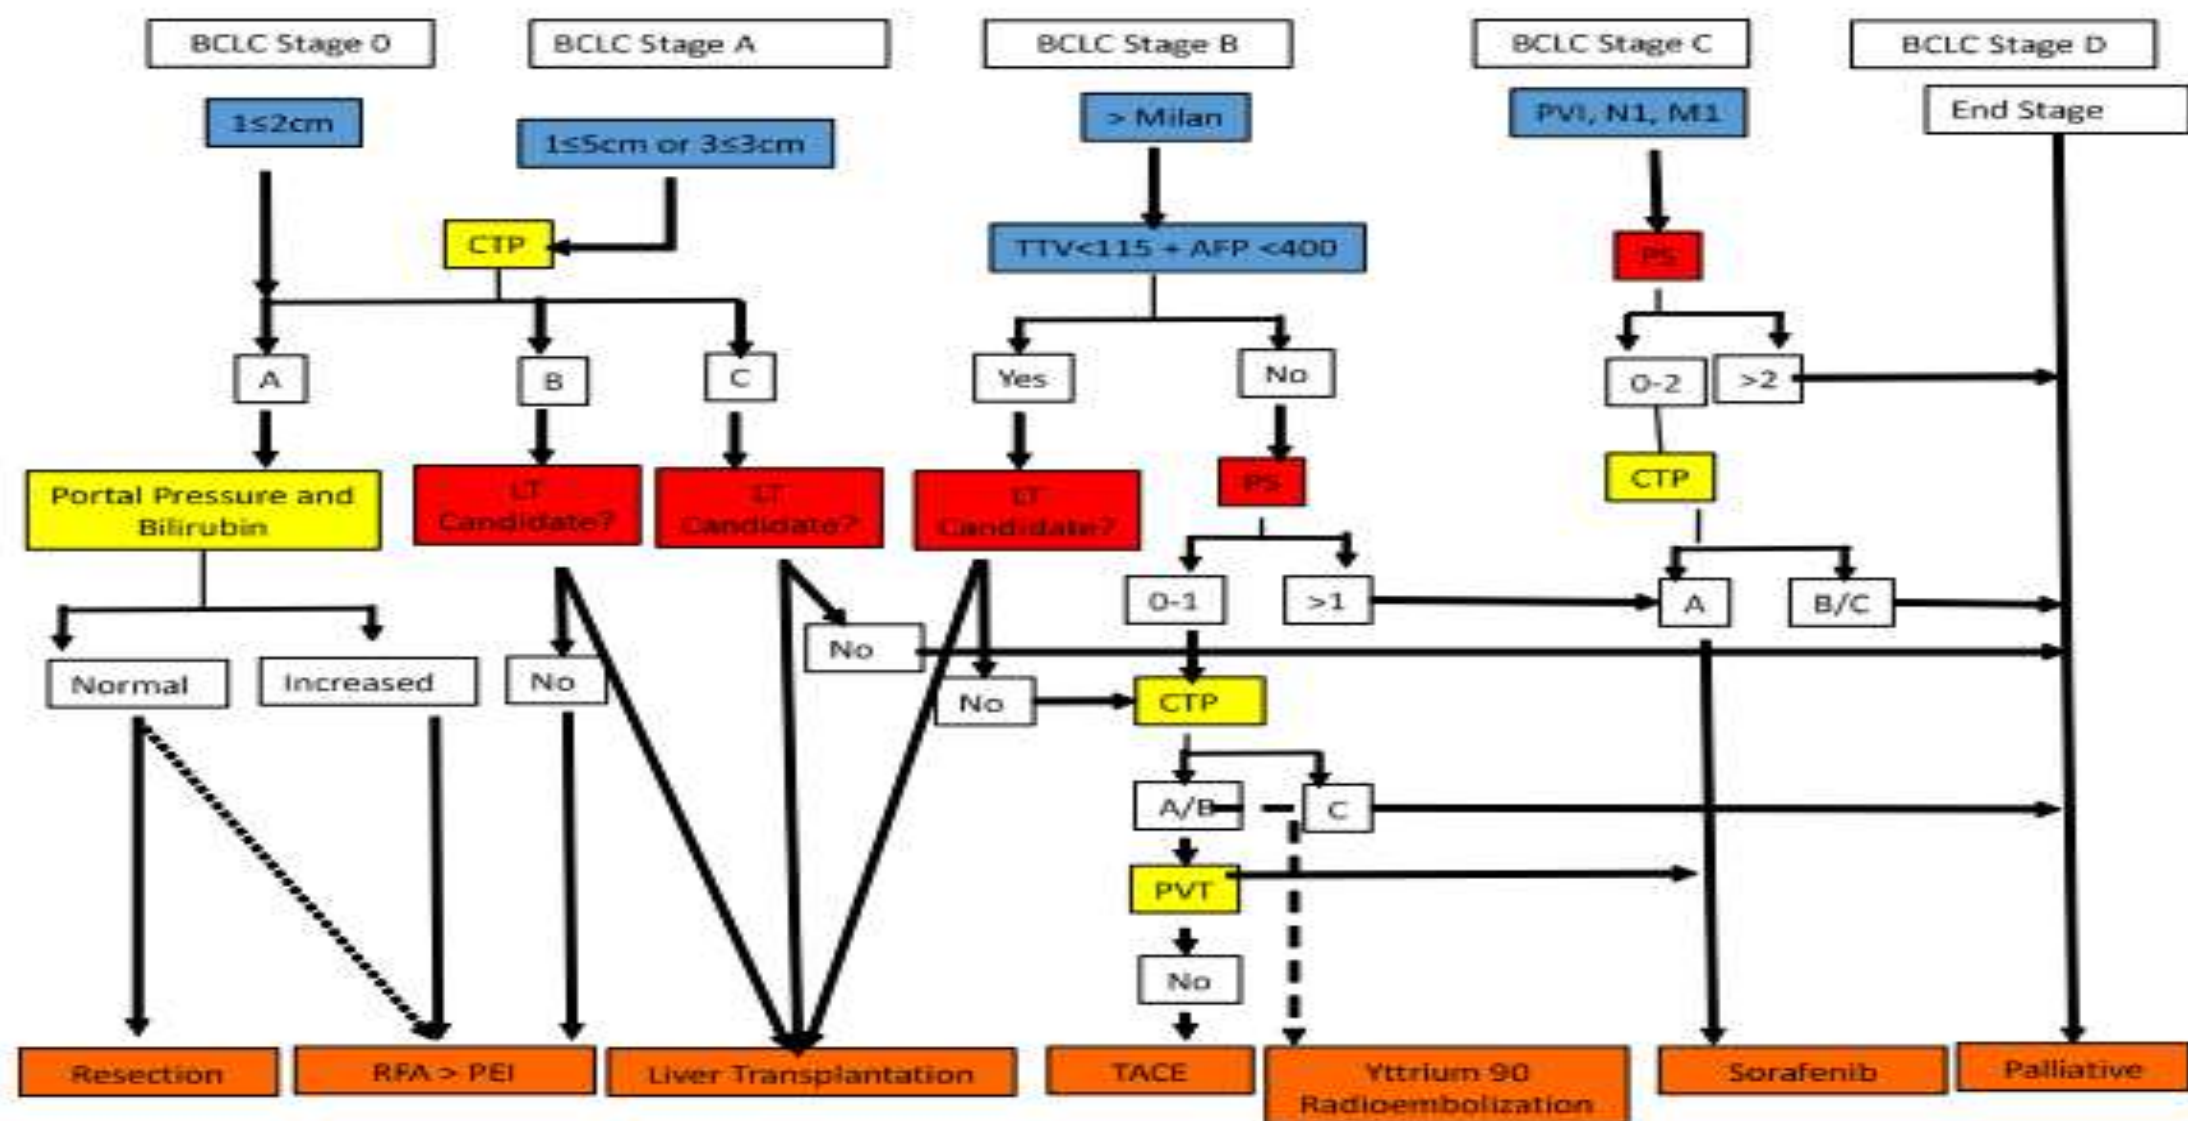 BCLC Stage 0
BCLC Stage A
BCLC Stage B
BCLC Stage C
BCLC Stage D
1≤2cm
1≤5cm or 3≤3cm
> Milan
PVI, N1, M1
End Stage
CTP
TTV<115 + AFP <400
PS
A
B
C
Yes
No
0-2
>2
Portal Pressure and
Bilirubin
LT
Candidate?
LT
Candidate?
LT
Candidate?
PS
CTP
0-1
>1
A
B/C
Normal
Increased
No
No
No
CTP
A/B
C
PVT
No
Resection
RFA > PEI
Liver Transplantation
TACE
Yttrium 90
Radioembolization
Sorafenib
Palliative